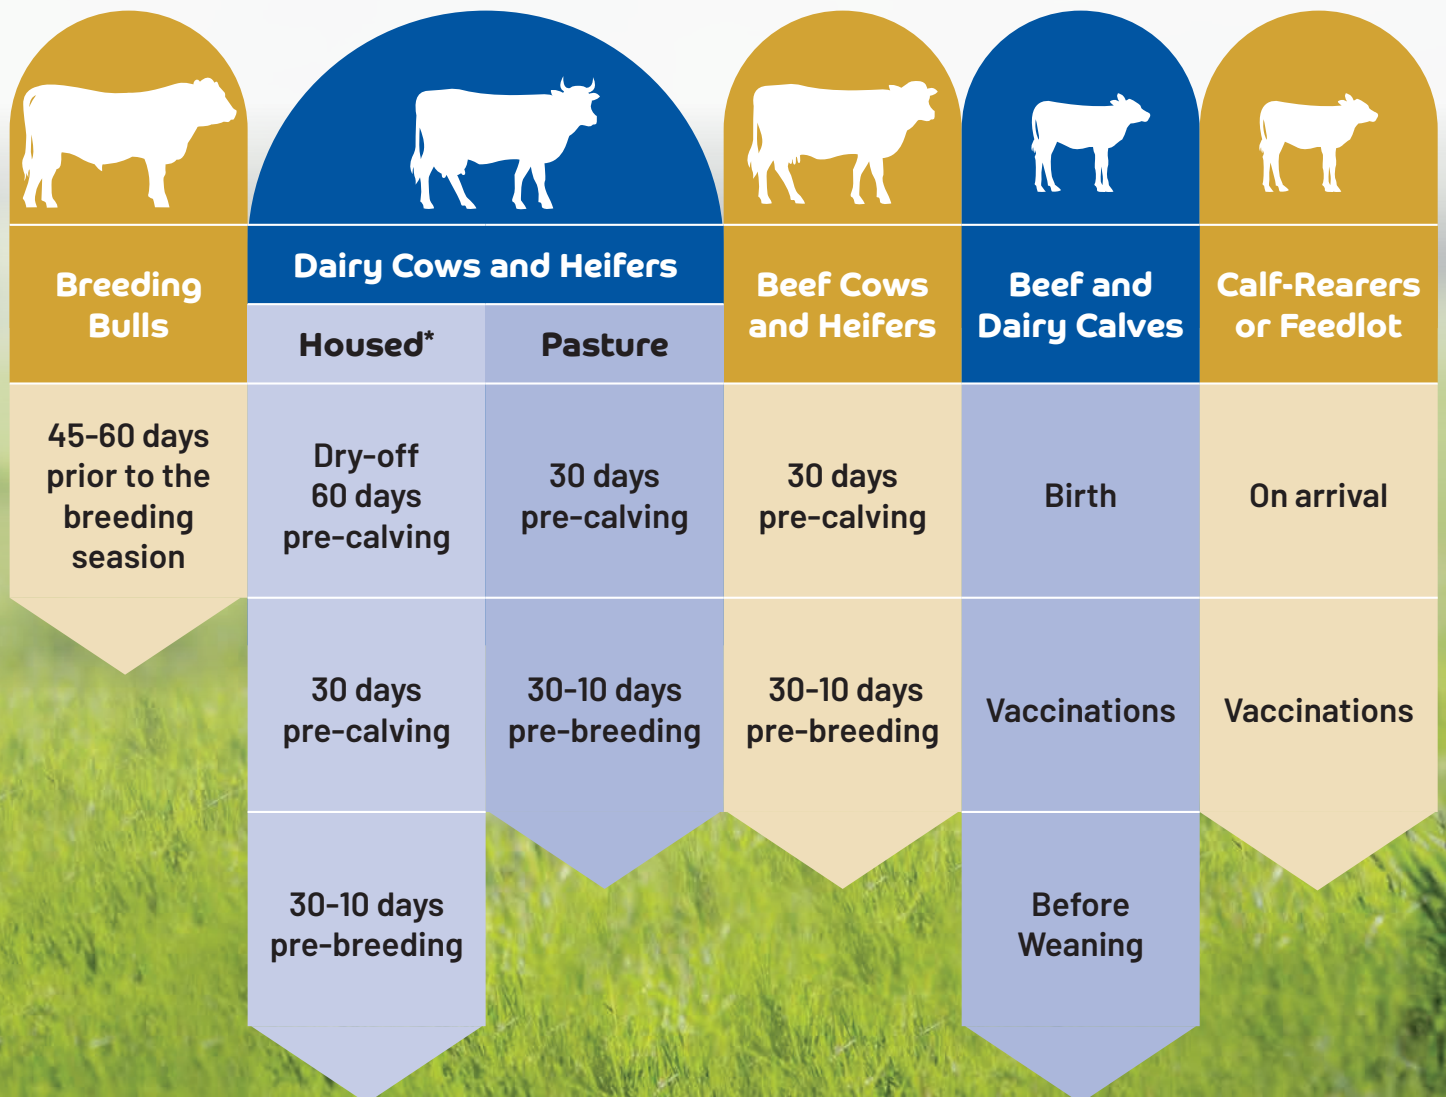 Breeding
Bulls
Dairy Cows and Heifers
Housed*
Pasture
Beef Cows
and Heifers
Beef and
Dairy Calves
Calf-Rearers
or Feedlot
45-60 days
prior to the
breeding
seasion
Dry-off
60 days
pre-calving
30 days
pre-calving
30 days
pre-calving
Birth
On arrival
30 days
pre-calving
30-10 days
pre-breeding
30-10 days
pre-breeding
Vaccinations
Vaccinations
30-10 days
pre-breeding
Before
Weaning